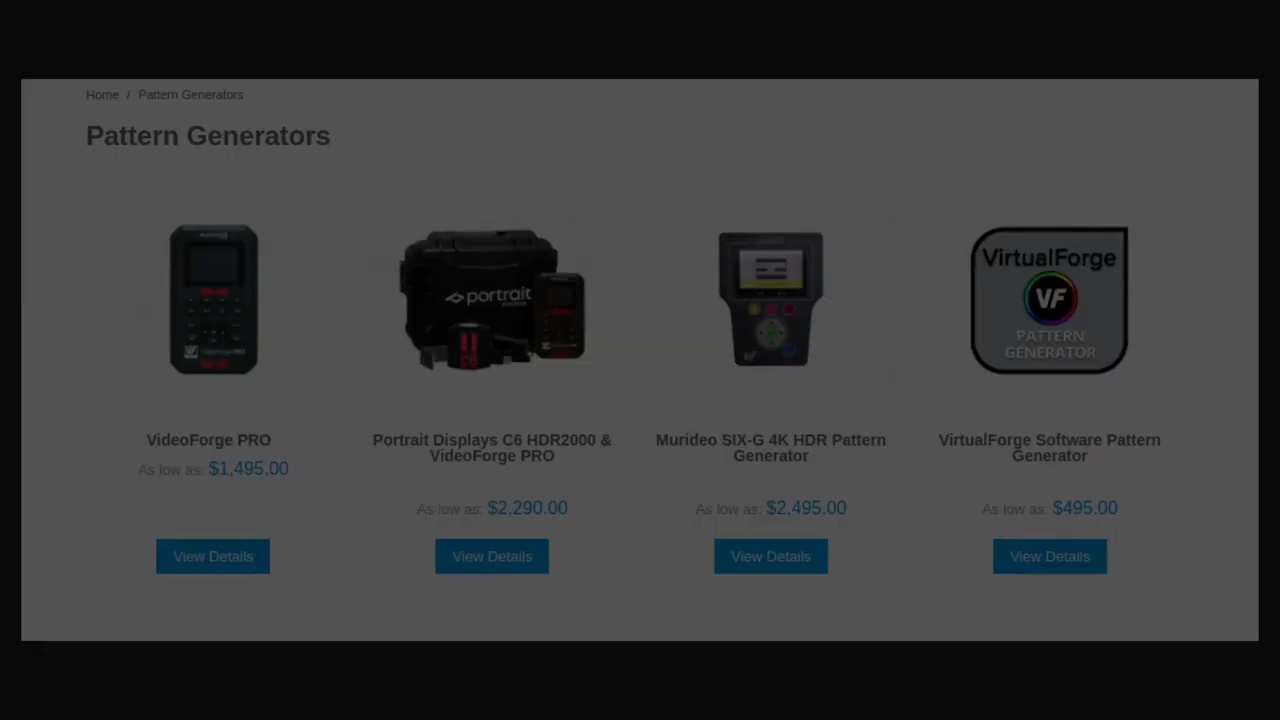 Home / Pattern Generators
Pattern Generators
portrait
VirtualForge
VF
PATTERN
GENERATOR
VideoForge PRO
As low as: $1,495.00
Portrait Displays C6 HDR2000 &
VideoForge PRO
As low as: $2,290.00
Murideo SIX-G 4K HDR Pattern
Generator
As low as: $2,495.00
VirtualForge Software Pattern
Generator
As low as: $495.00
View Details
View Details
View Details
View Details